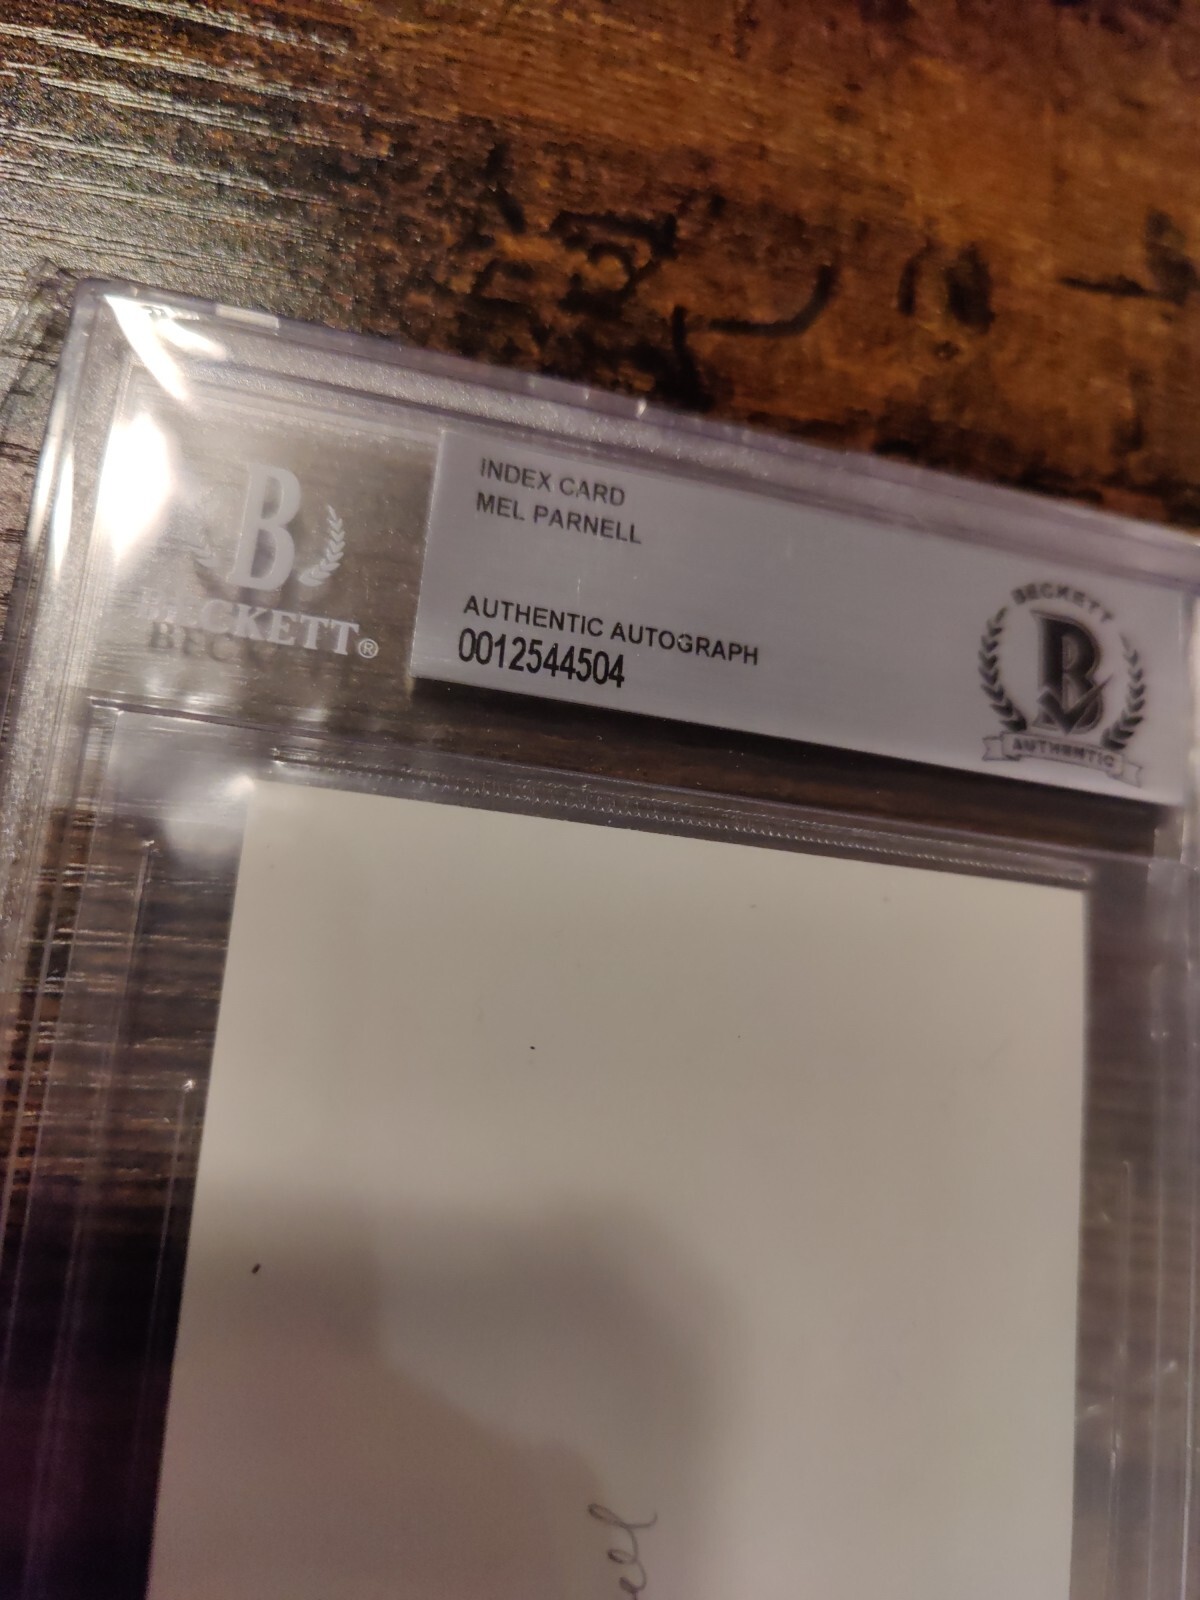 INDEX CARD
MEL PARNELL
AUTHENTIC AUTOGRAPH
0012544504
B
BECKETT®
BECKETT
B
AUTHENTIC